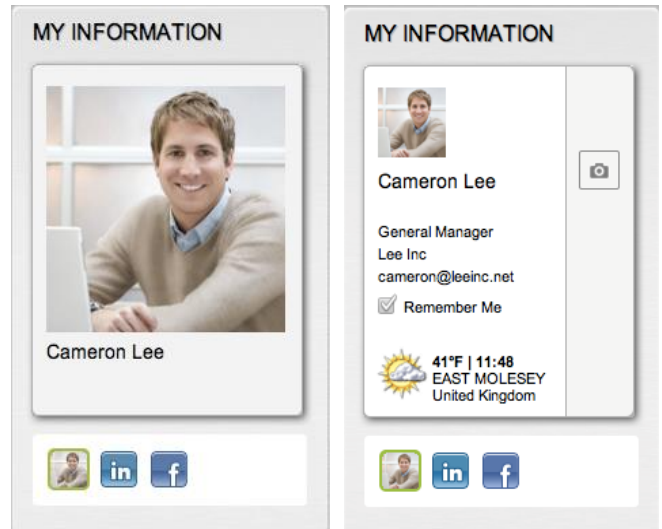 MY INFORMATION
Cameron Lee
in f
MY INFORMATION
Cameron Lee
General Manager
Lee Inc
cameron@leeinc.net
Remember Me
41°F | 11:48
EAST MOLESEY
United Kingdom
in f